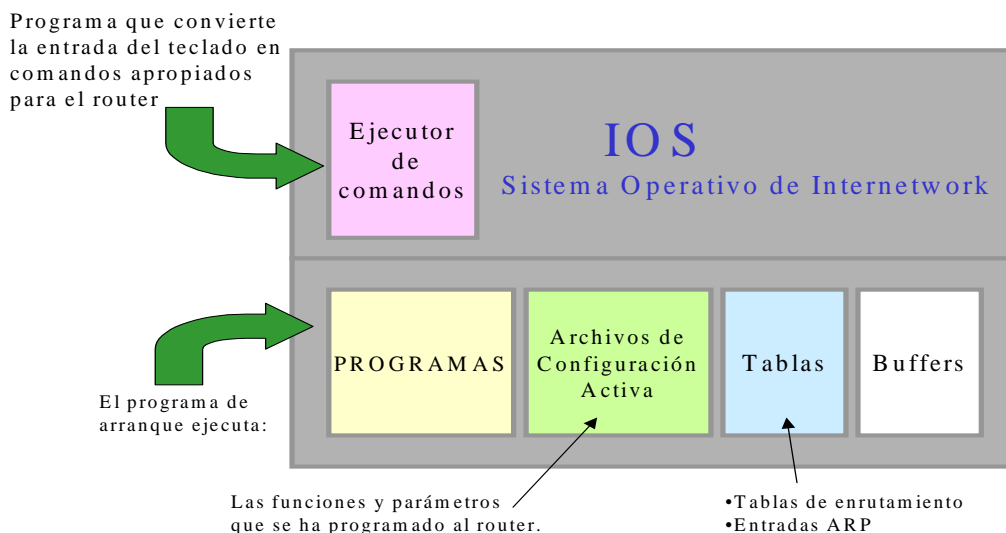 Programa que convierte
la entrada del teclado en
comandos apropiados
para el router
Ejecutor
de
comandos
IOS
Sistema Operativo de Internetwork
PROGRAMAS
Archivos de
Configuración
Activa
Tablas
Buffers
El programa de
arranque ejecuta:
Las funciones y parámetros
que se ha programado al router.
•Tablas de enrutamiento
•Entradas ARP